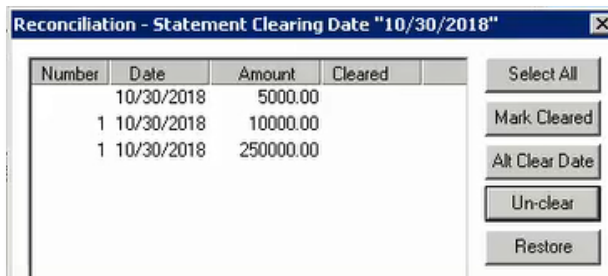 Reconciliation - Statement Clearing Date "10/30/2018"
Number Date Amount Cleared
10/30/2018 5000.00
1 10/30/2018 10000.00
1 10/30/2018 250000.00
Select All
Mark Cleared
Alt Clear Date
Un-clear
Restore